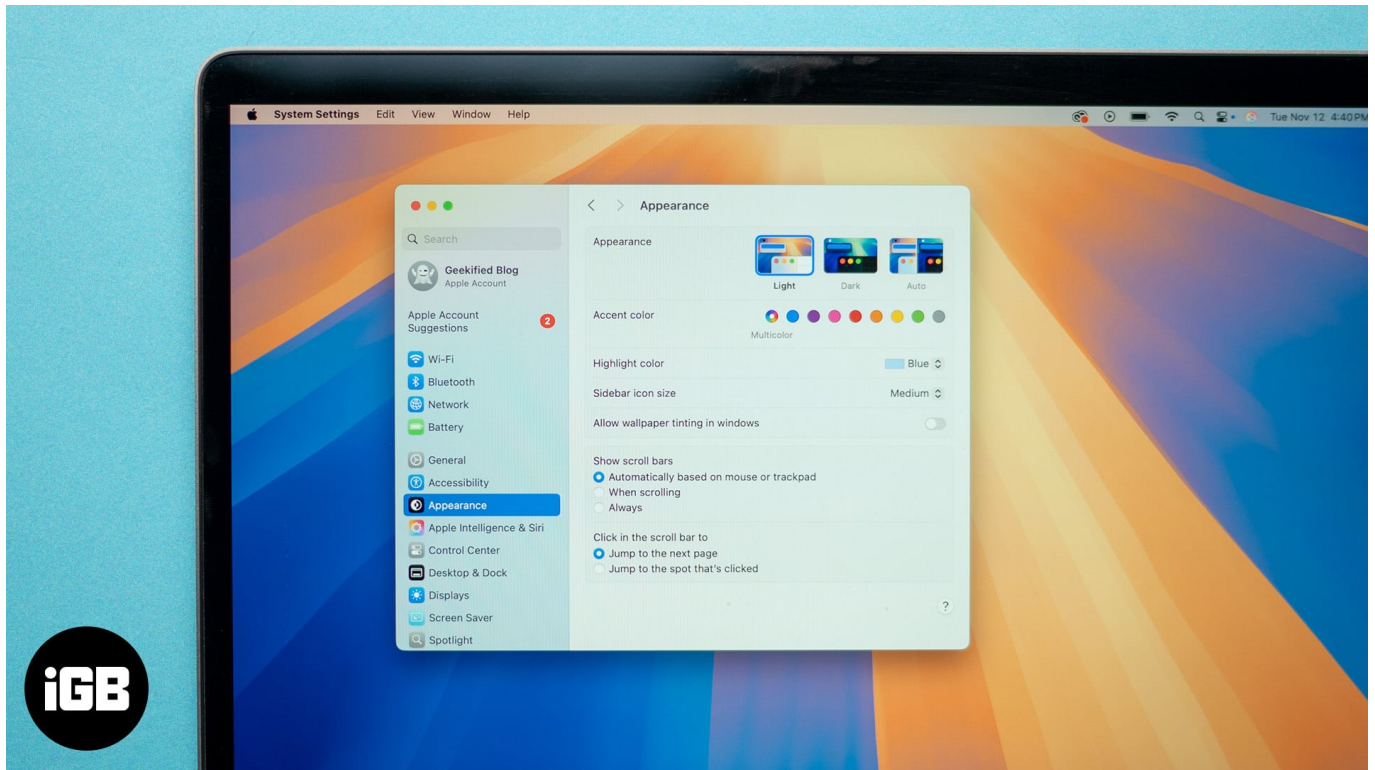 System Settings Edit View Window Help
Tue Nov 12 4:40 PM
Search
Geekified Blog
Apple Account
Apple Account
Suggestions
2
Wi-Fi
Bluetooth
Network
Battery
General
Accessibility
Appearance
Apple Intelligence & Siri
Control Center
Desktop & Dock
Displays
Screen Saver
Spotlight
Appearance
Appearance
Light Dark Auto
Accent color
Multicolor
Highlight color Blue
Sidebar icon size Medium
Allow wallpaper tinting in windows
Show scroll bars
Automatically based on mouse or trackpad
When scrolling
Always
Click in the scroll bar to
Jump to the next page
Jump to the spot that's clicked
?
iGB